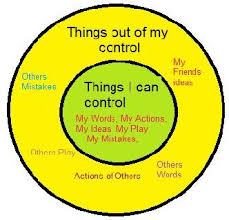 Things out of my
control
My
Friends
ideas
Others
Mistakes
Things I can
control
My Words, My Actions,
My Ideas, My Play
My Mistakes,
Others Play
Others
Words
Actions of Others